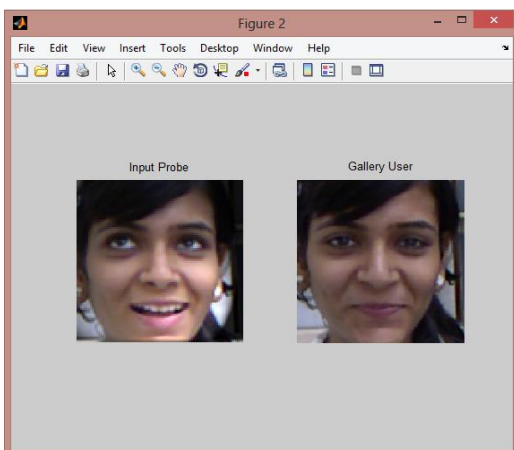 Figure 2
File Edit View Insert Tools Desktop Window Help
Input Probe
Gallery User